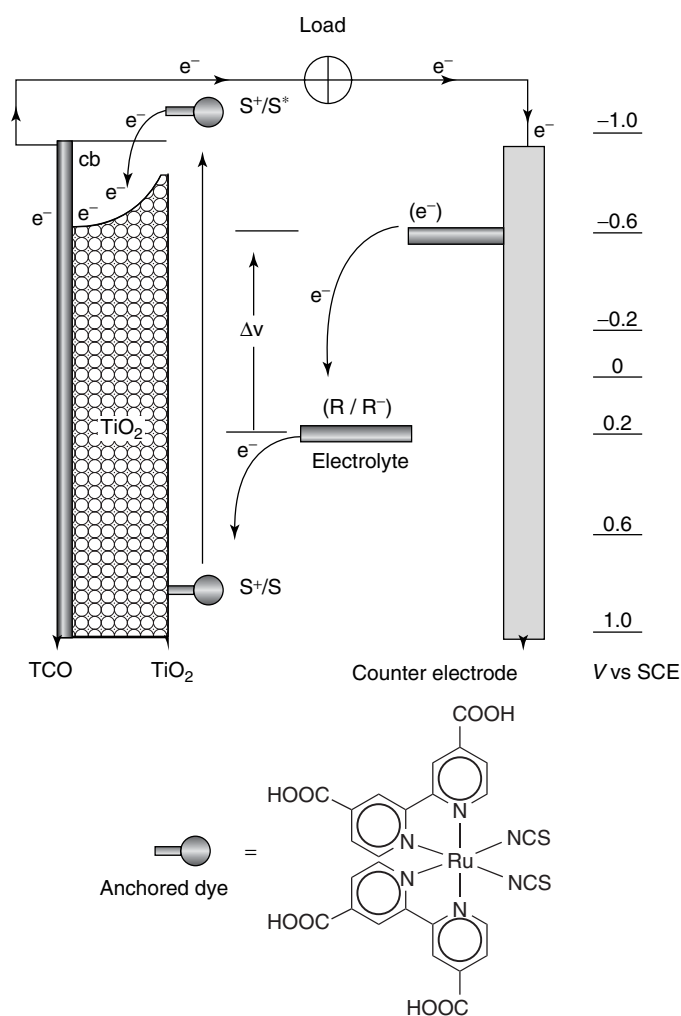 Load
e⁻ e⁻
S⁺/S*
e⁻
e⁻
−1.0
cb
e⁻
e⁻ e⁻
(e⁻)
−0.6
e⁻
Δv
−0.2
0
(R / R⁻)
TiO₂
e⁻
0.2
Electrolyte
0.6
S⁺/S
1.0
TCO TiO₂ Counter electrode V vs SCE
COOH
HOOC
N
N NCS
Ru
N NCS
N
HOOC
HOOC
=
Anchored dye